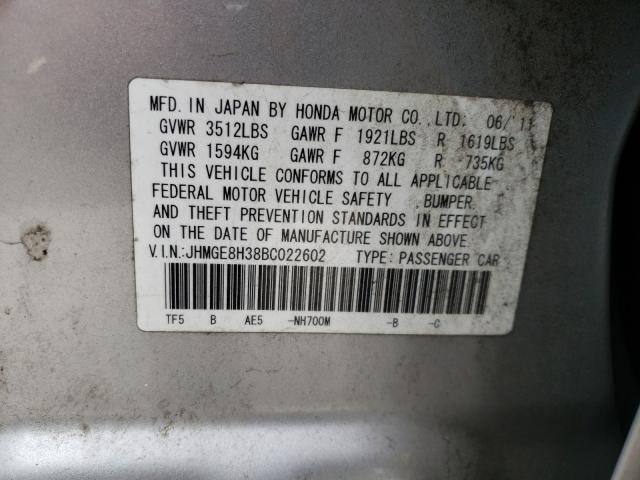 MFD. IN JAPAN BY HONDA MOTOR CO., LTD. 06/'11
GVWR 3512LBS GAWR F 1921LBS R 1619LBS
GVWR 1594KG GAWR F 872KG R 735KG
THIS VEHICLE CONFORMS TO ALL APPLICABLE
FEDERAL MOTOR VEHICLE SAFETY , BUMPER,
AND THEFT PREVENTION STANDARDS IN EFFECT
ON THE DATE OF MANUFACTURE SHOWN ABOVE.
V.I.N.:JHMGE8H38BC022602 TYPE: PASSENGER CAR
TF5 B AE5 -NH700M -B -C